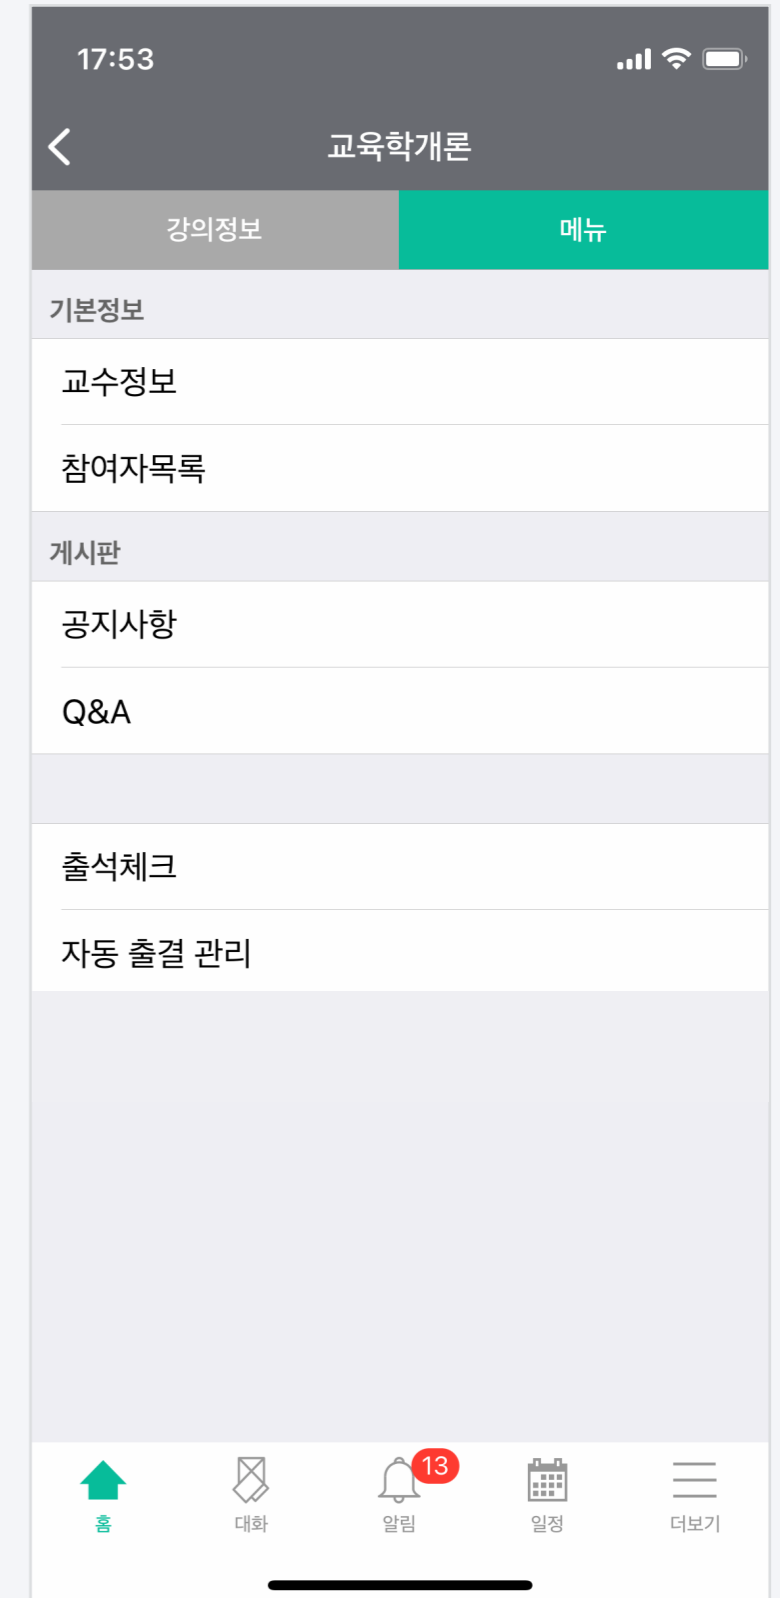 17:53
교육학개론
강의정보
메뉴
기본정보
교수정보
참여자목록
게시판
공지사항
Q&A
출석체크
자동 출결 관리
13
홈
대화
알림
일정
더보기